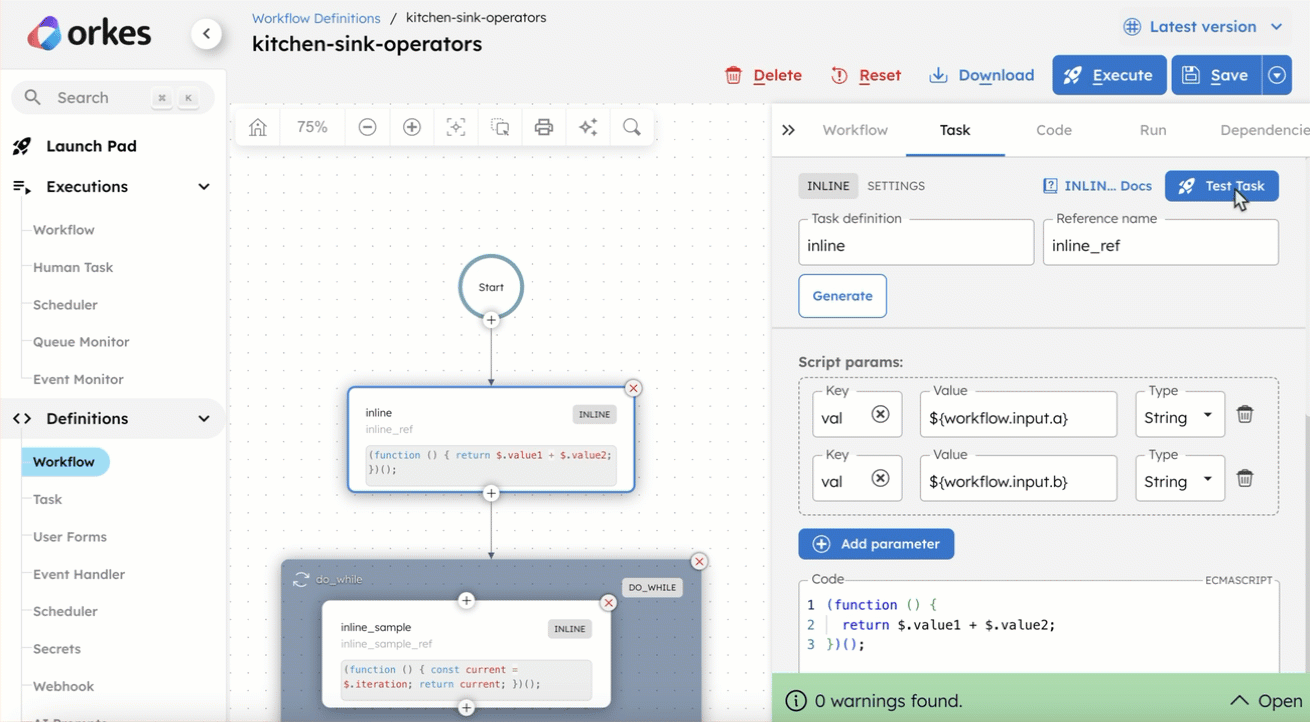 orkes
Workflow Definitions / kitchen-sink-operators
kitchen-sink-operators
Latest version
Delete
Reset
Download
Execute
Save
Search
⌘ K
Launch Pad
Executions
Workflow
Human Task
Scheduler
Queue Monitor
Event Monitor
Definitions
Workflow
Task
User Forms
Event Handler
Scheduler
Secrets
Webhook
75%
Start
inline
INLINE
inline_ref
(function () { return $.value1 + $.value2;
})();
do_while
DO_WHILE
inline_sample
INLINE
inline_sample_ref
(function () { const current =
$.iteration; return current; })();
Workflow Task Code Run Dependencie
INLINE SETTINGS
INLIN... Docs
Test Task
Task definition
inline
Reference name
inline_ref
Generate
Script params:
Key Value Type
val ${workflow.input.a} String
Key Value Type
val ${workflow.input.b} String
Add parameter
Code ECMASCRIPT
1 (function () {
2 return $.value1 + $.value2;
3 })();
0 warnings found.
Open